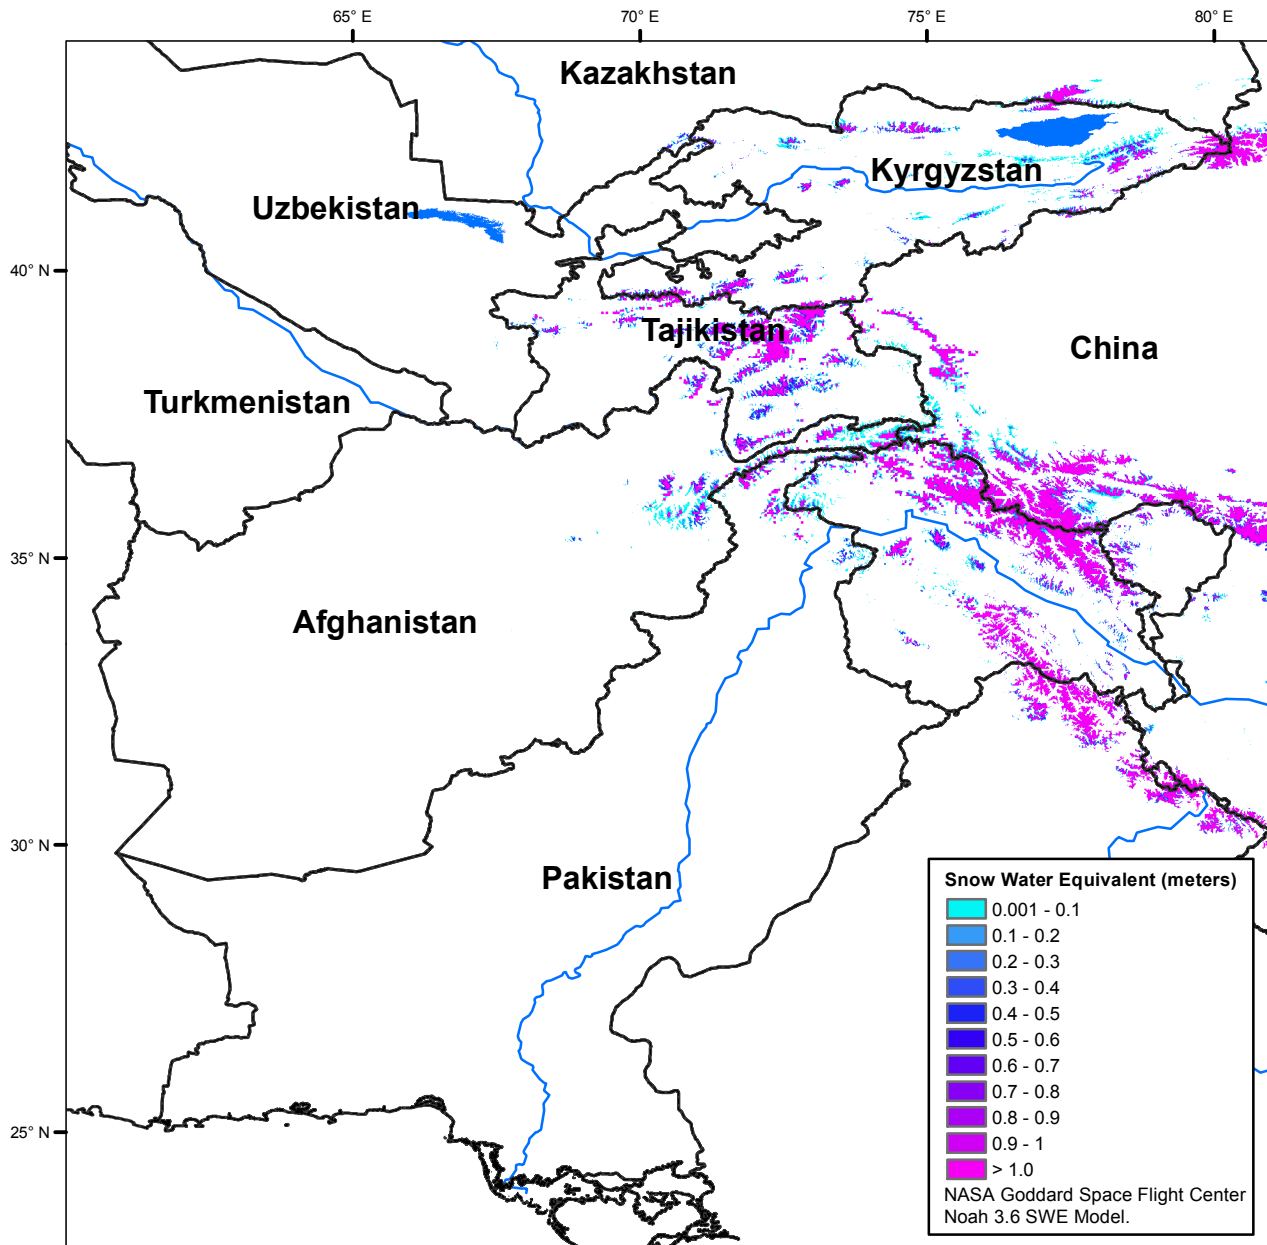 65° E
70° E
75° E
80° E
Kazakhstan
Kyrgyzstan
Uzbekistan
40° N
Tajikistan
China
Turkmenistan
35° N
Afghanistan
30° N
Pakistan
25° N
Snow Water Equivalent (meters)
0.001 - 0.1
0.1 - 0.2
0.2 - 0.3
0.3 - 0.4
0.4 - 0.5
0.5 - 0.6
0.6 - 0.7
0.7 - 0.8
0.8 - 0.9
0.9 - 1
> 1.0
NASA Goddard Space Flight Center
Noah 3.6 SWE Model.